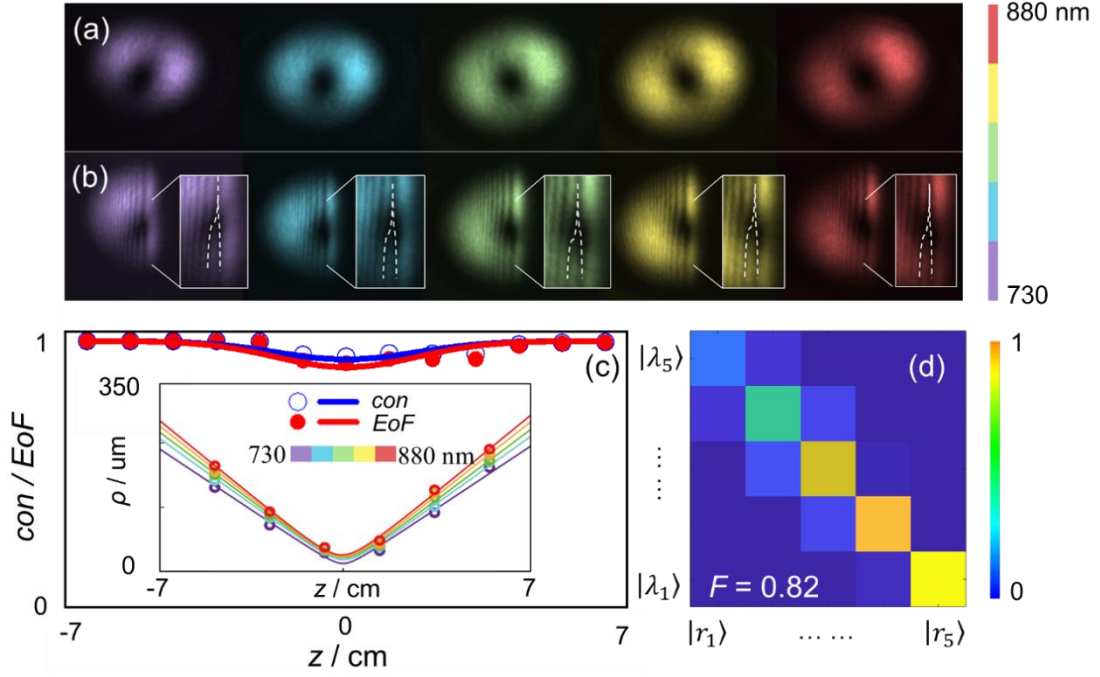 (a)
880 nm
(b)
730
1
(c)
con / EoF
350
con
EoF
730 880 nm
ρ / um
0
-7
z / cm
7
0
-7
0
7
z / cm
|λ₅⟩
(d)
1
⋮
|λ₁⟩
F = 0.82
0
|r₁⟩ ... ... |r₅⟩